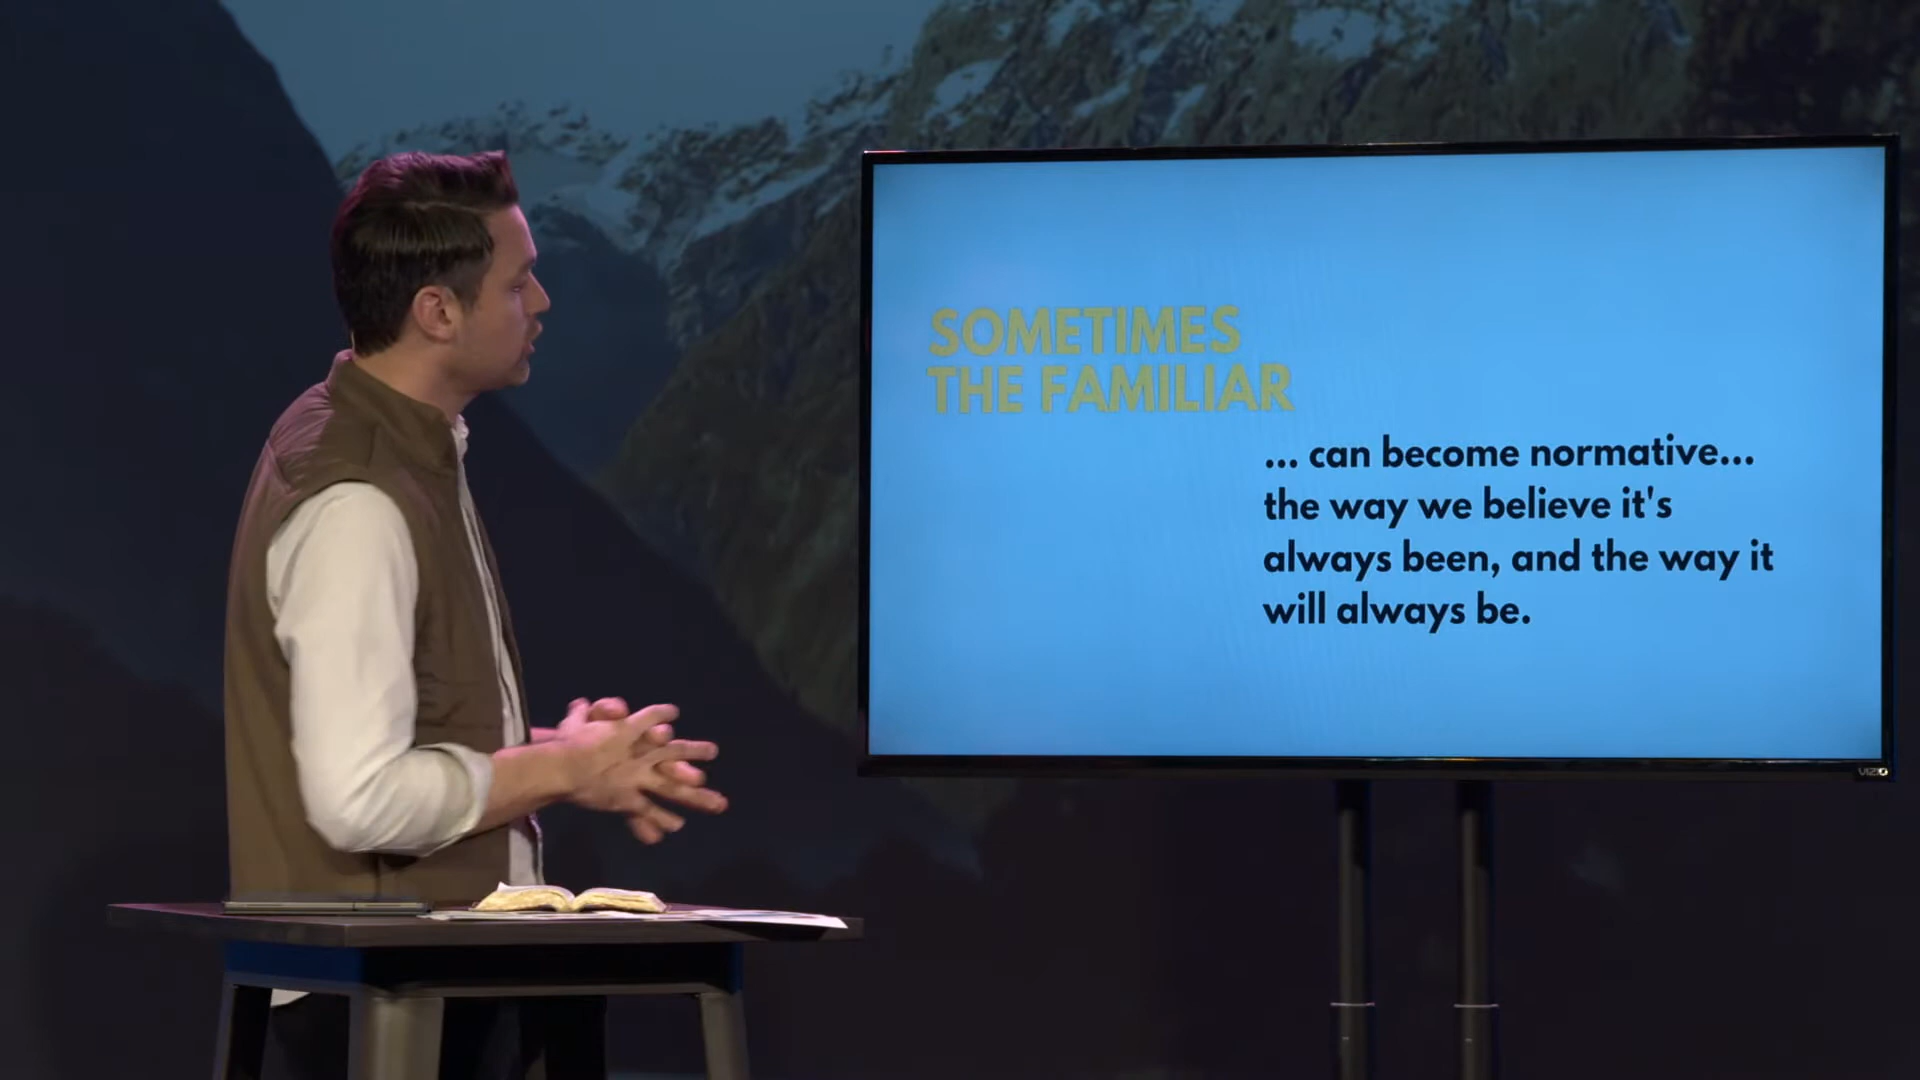 SOMETIMES
THE FAMILIAR
... can become normative...
the way we believe it's
always been, and the way it
will always be.
VIZIO